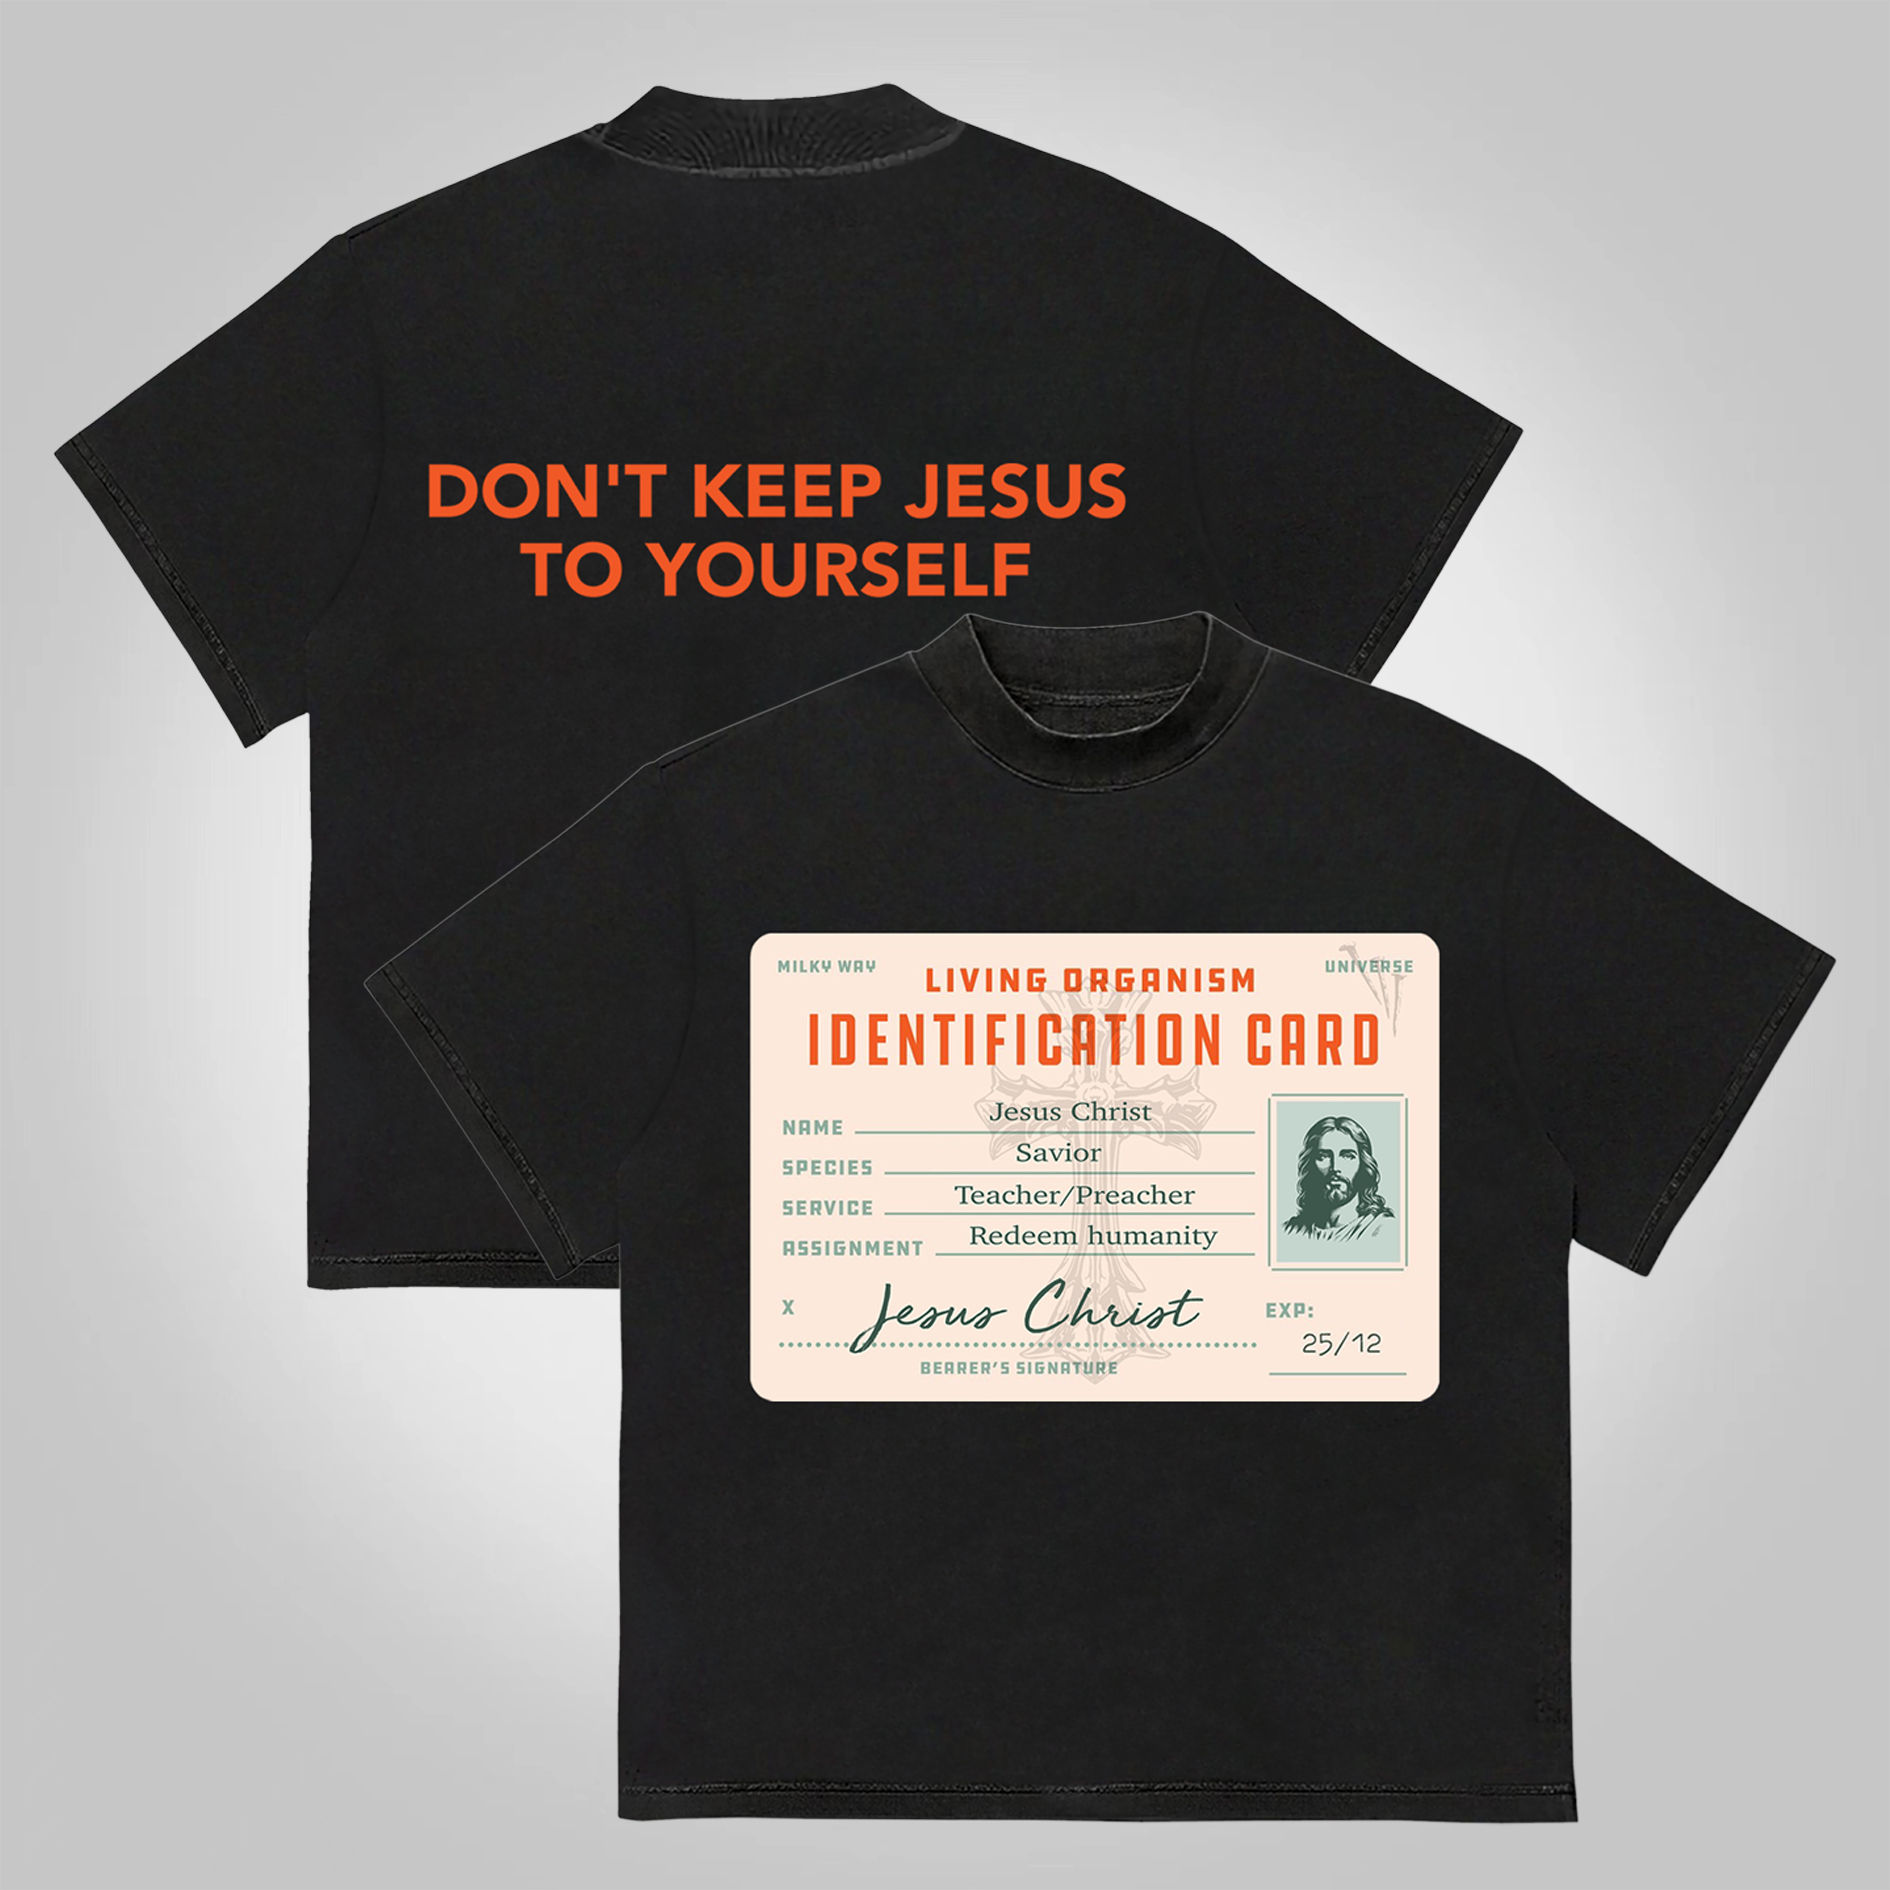 DON'T KEEP JESUS
TO YOURSELF
MILKY WAY
UNIVERSE
LIVING ORGANISM
IDENTIFICATION CARD
NAME Jesus Christ
SPECIES Savior
SERVICE Teacher/Preacher
ASSIGNMENT Redeem humanity
X Jesus Christ
BEARER'S SIGNATURE
EXP:
25/12